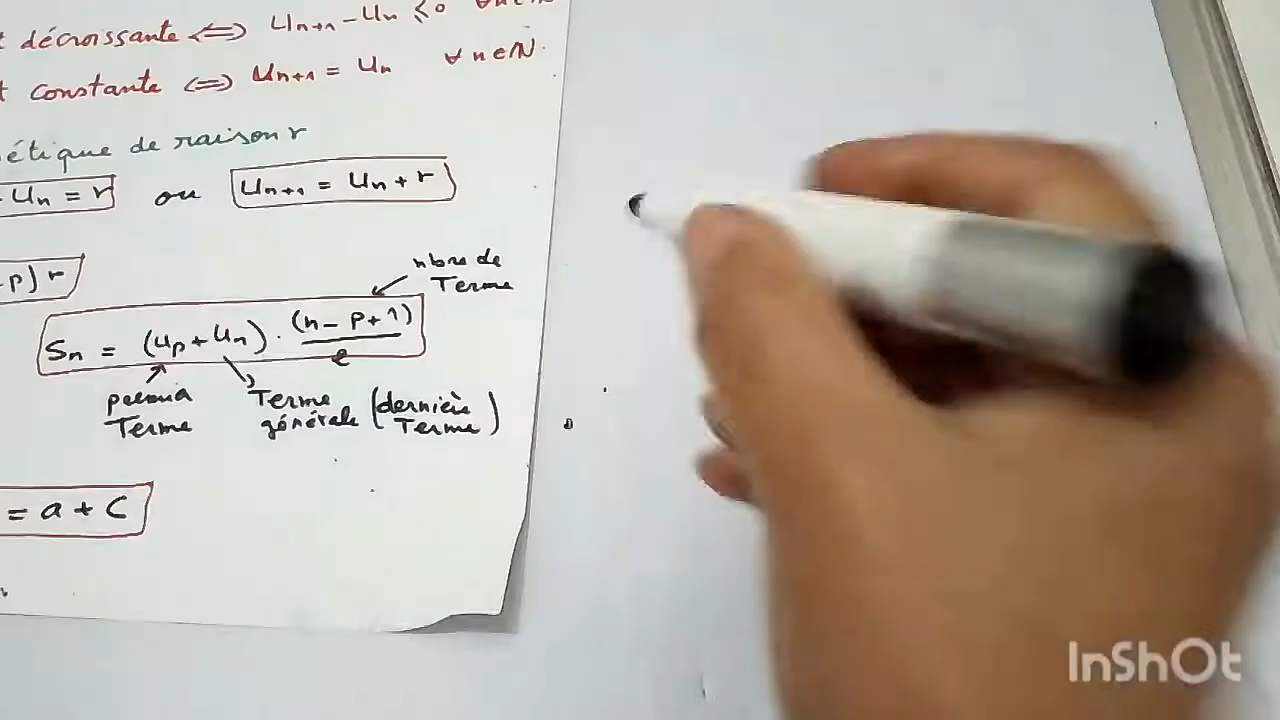 t décroissante <=> Un+1 - Un ≤ 0
t constante <=> Un+1 = Un ∀ n ∈ N.
étique de raison r
Un = r ou Un+1 = Un + r
p) r
nbre de
Terme
Sn = (up + un) . (n - p + 1)
2
premier
Terme
Terme
générale (dernière
Terme)
= a + c
InShOt